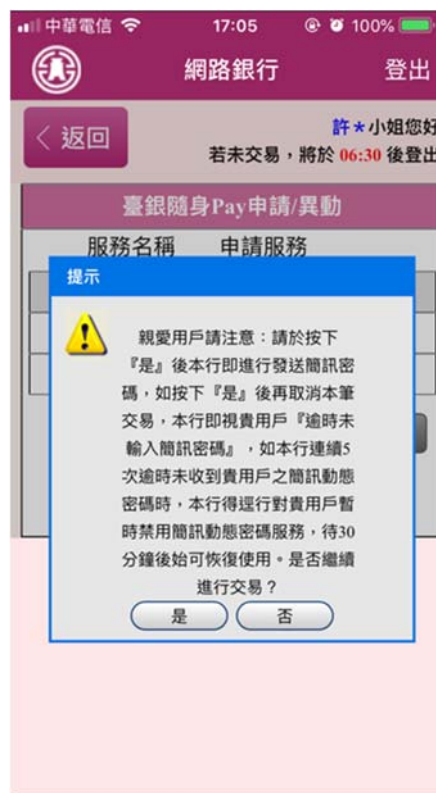 中華電信 17:05 100%
網路銀行 登出
< 返回
許*小姐您好
若未交易，將於 06:30 後登出
臺銀隨身Pay申請/異動
服務名稱 申請服務
提示
親愛用戶請注意：請於按下
『是』後本行即進行發送簡訊密
碼，如按下『是』後再取消本筆
交易，本行即視貴用戶『逾時未
輸入簡訊密碼』，如本行連續5
次逾時未收到貴用戶之簡訊動態
密碼時，本行得逕行對貴用戶暫
時禁用簡訊動態密碼服務，待30
分鐘後始可恢復使用。是否繼續
進行交易？
是 否